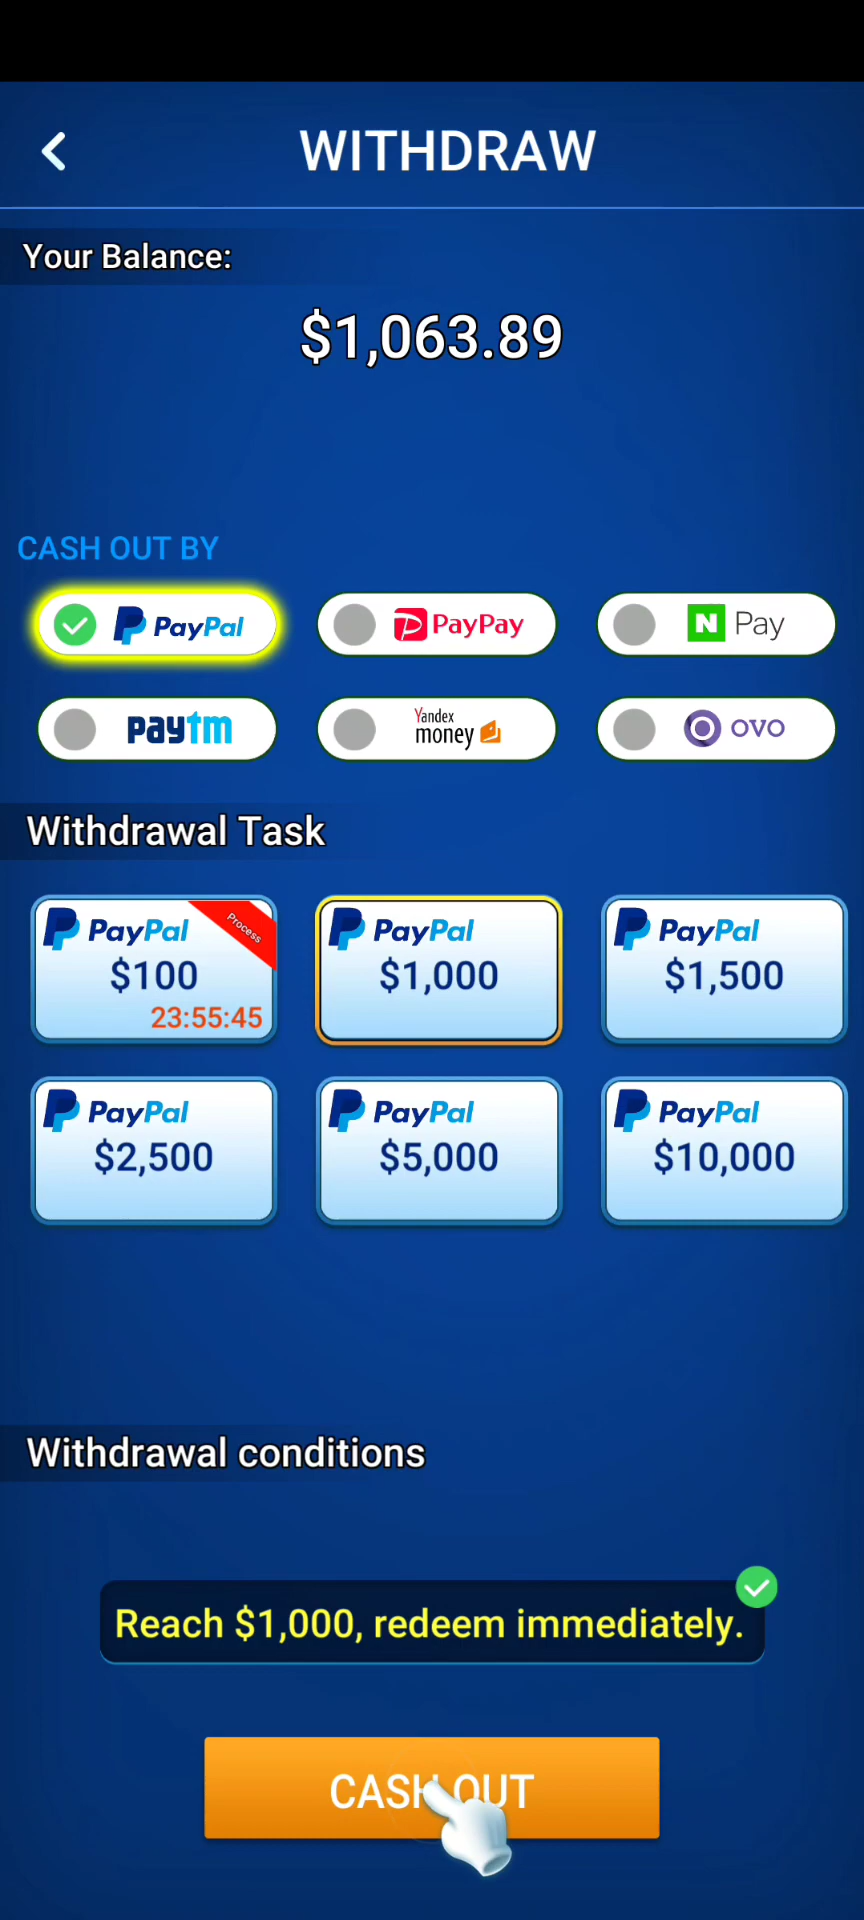 WITHDRAW
Your Balance:
$1,063.89
CASH OUT BY
PayPal
PayPay
N Pay
paytm
Yandex
money
OVO
Withdrawal Task
PayPal
Process
$100
23:55:45
PayPal
$1,000
PayPal
$1,500
PayPal
$2,500
PayPal
$5,000
PayPal
$10,000
Withdrawal conditions
Reach $1,000, redeem immediately.
CASH OUT